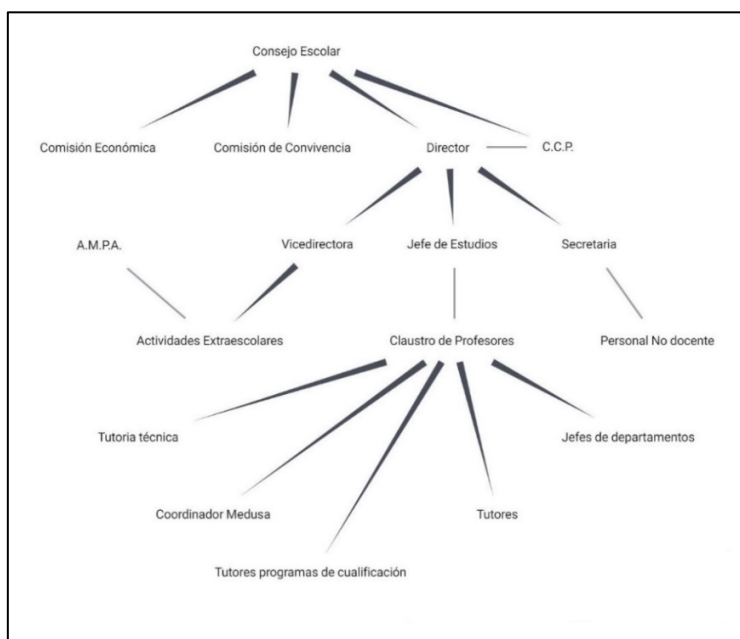 Consejo Escolar
Comisión Económica
Comisión de Convivencia
Director
C.C.P.
A.M.P.A.
Vicedirectora
Jefe de Estudios
Secretaria
Actividades Extraescolares
Claustro de Profesores
Personal No docente
Tutoria técnica
Jefes de departamentos
Coordinador Medusa
Tutores
Tutores programas de cualificación